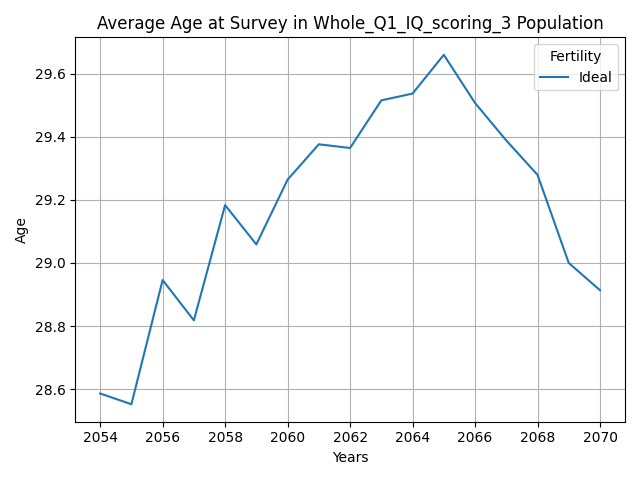 Average Age at Survey in Whole_Q1_IQ_scoring_3 Population
Fertility
Ideal
29.6
29.4
29.2
29.0
28.8
28.6
Age
2054 2056 2058 2060 2062 2064 2066 2068 2070
Years